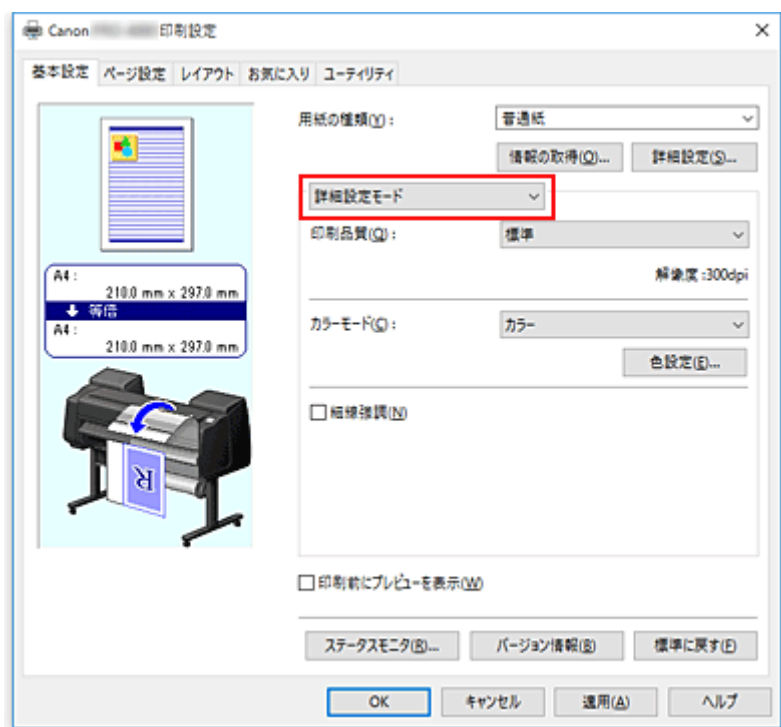 Canon 印刷設定
基本設定 ページ設定 レイアウト お気に入り ユーティリティ
用紙の種類(Y): 普通紙
情報の取得(O)... 詳細設定(S)...
詳細設定モード
印刷品質(Q): 標準
解像度:300dpi
カラーモード(C): カラー
色設定(E)...
細線強調(N)
A4:
210.0 mm x 297.0 mm
等倍
A4:
210.0 mm x 297.0 mm
R
印刷前にプレビューを表示(W)
ステータスモニタ(R)... バージョン情報(B) 標準に戻す(F)
OK キャンセル 適用(A) ヘルプ